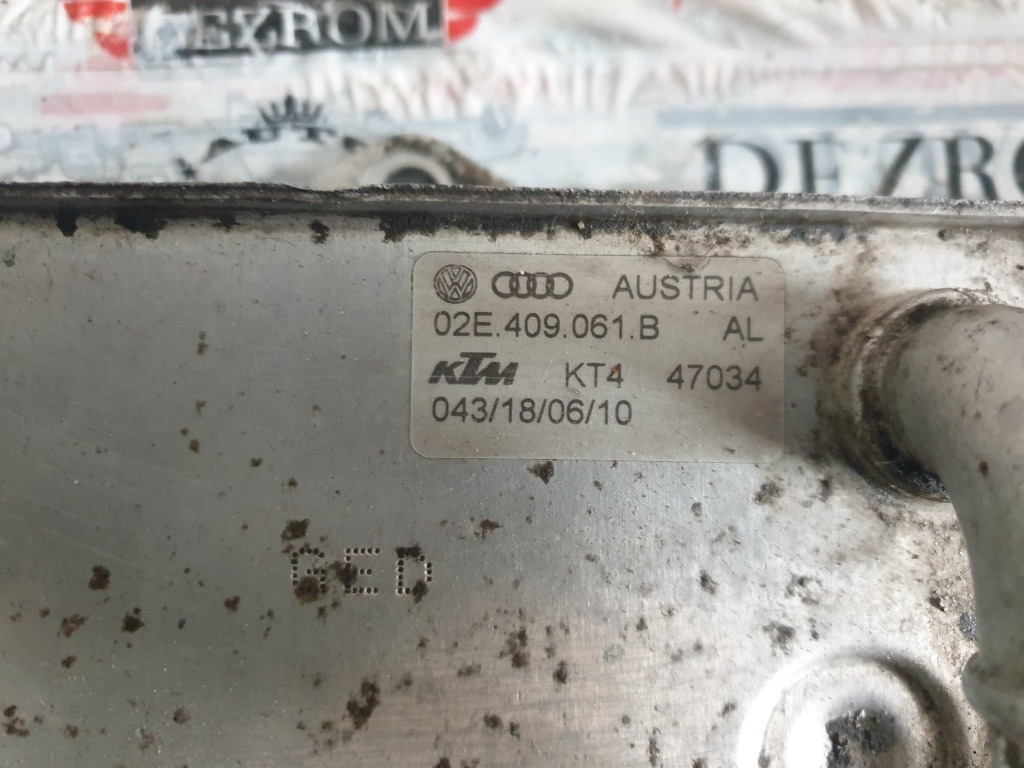 DEZROM
DEZRO
AUSTRIA
02E.409.061.B AL
KTM KT4 47034
043/18/06/10
GED